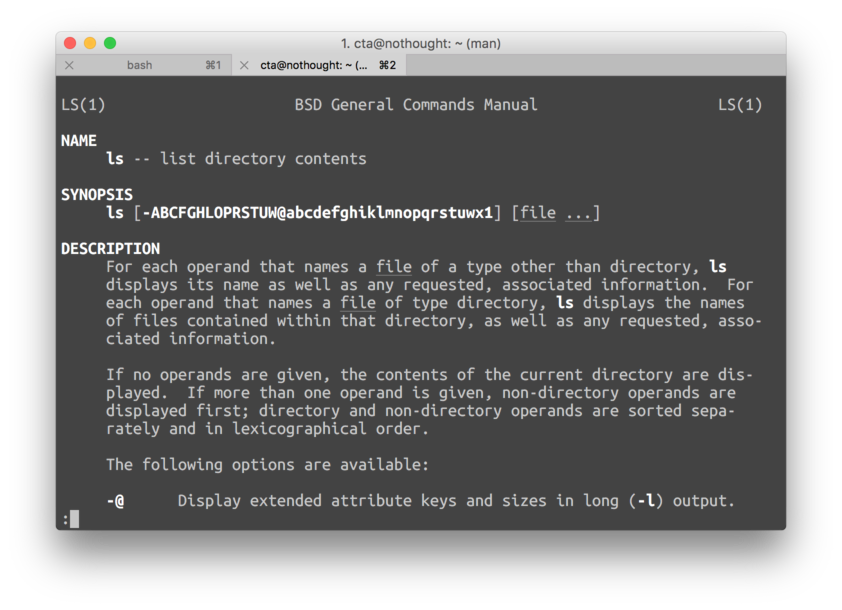 1. cta@nothought: ~ (man)
bash ⌘1 cta@nothought: ~ (... ⌘2
LS(1) BSD General Commands Manual LS(1)
NAME
ls -- list directory contents
SYNOPSIS
ls [-ABCFGHLOPRSTUW@abcdefghiklmnopqrstuwx1] [file ...]
DESCRIPTION
For each operand that names a file of a type other than directory, ls
displays its name as well as any requested, associated information.  For
each operand that names a file of type directory, ls displays the names
of files contained within that directory, as well as any requested, asso-
ciated information.
If no operands are given, the contents of the current directory are dis-
played.  If more than one operand is given, non-directory operands are
displayed first; directory and non-directory operands are sorted sepa-
rately and in lexicographical order.
The following options are available:
-@      Display extended attribute keys and sizes in long (-l) output.
: